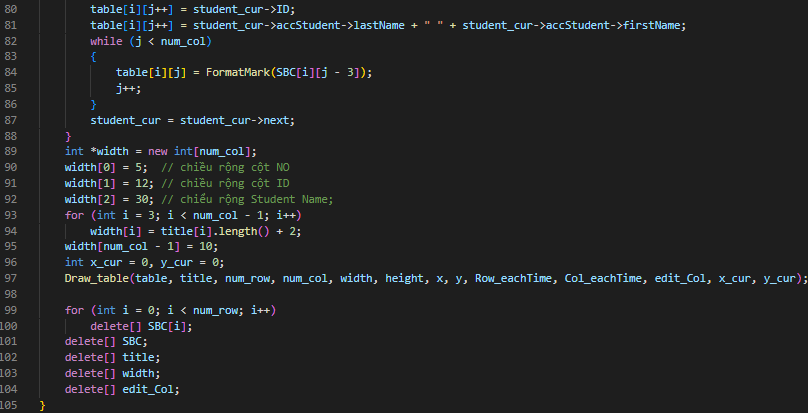 80 table[i][j++] = student_cur->ID;
81 table[i][j++] = student_cur->accStudent->lastName + " " + student_cur->accStudent->firstName;
82 while (j < num_col)
83 {
84 table[i][j] = FormatMark(SBC[i][j - 3]);
85 j++;
86 }
87 student_cur = student_cur->next;
88 }
89 int *width = new int[num_col];
90 width[0] = 5; // chiều rộng cột NO
91 width[1] = 12; // chiều rộng cột ID
92 width[2] = 30; // chiểu rộng Student Name;
93 for (int i = 3; i < num_col - 1; i++)
94 width[i] = title[i].length() + 2;
95 width[num_col - 1] = 10;
96 int x_cur = 0, y_cur = 0;
97 Draw_table(table, title, num_row, num_col, width, height, x, y, Row_eachTime, Col_eachTime, edit_Col, x_cur, y_cur);
98
99 for (int i = 0; i < num_row; i++)
100 delete[] SBC[i];
101 delete[] SBC;
102 delete[] title;
103 delete[] width;
104 delete[] edit_Col;
105 }